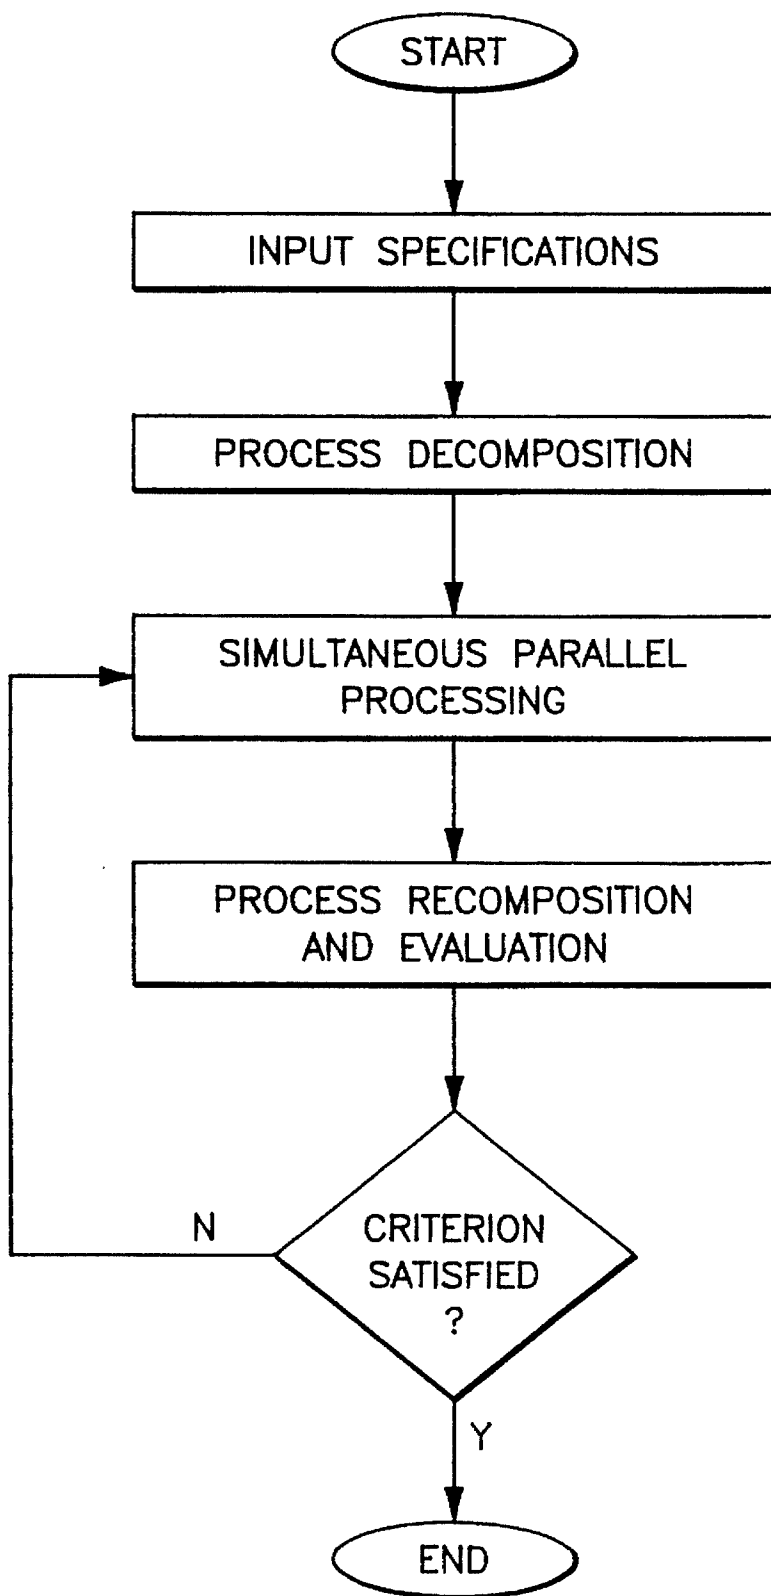 START
INPUT SPECIFICATIONS
PROCESS DECOMPOSITION
SIMULTANEOUS PARALLEL
PROCESSING
PROCESS RECOMPOSITION
AND EVALUATION
N
CRITERION
SATISFIED
?
Y
END